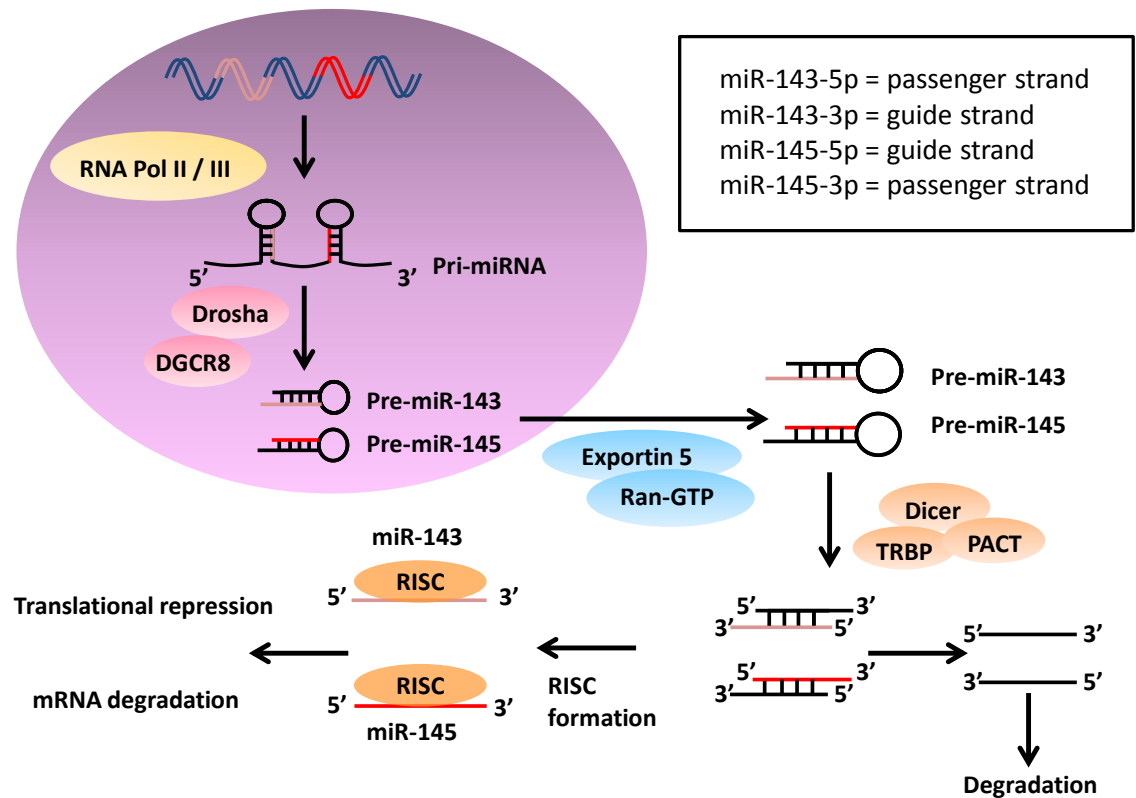 miR-143-5p = passenger strand
miR-143-3p = guide strand
miR-145-5p = guide strand
miR-145-3p = passenger strand
RNA Pol II / III
5’
3’
Pri-miRNA
Drosha
DGCR8
Pre-miR-143
Pre-miR-145
Exportin 5
Ran-GTP
Pre-miR-143
Pre-miR-145
Dicer
TRBP
PACT
5’
3’
3’
5’
5’
3’
3’
5’
5’
3’
3’
5’
Degradation
RISC
formation
miR-143
RISC
5’
3’
RISC
5’
3’
miR-145
Translational repression
mRNA degradation